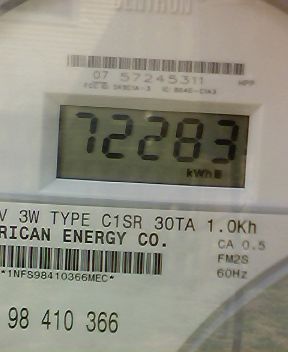 CENTRON
07 57245311
72283
kWh
V 3W TYPE C1SR 30TA 1.0Kh
RICAN ENERGY CO.
CA 0.5
FM2S
60Hz
*1NFS98410366MEC*
98 410 366